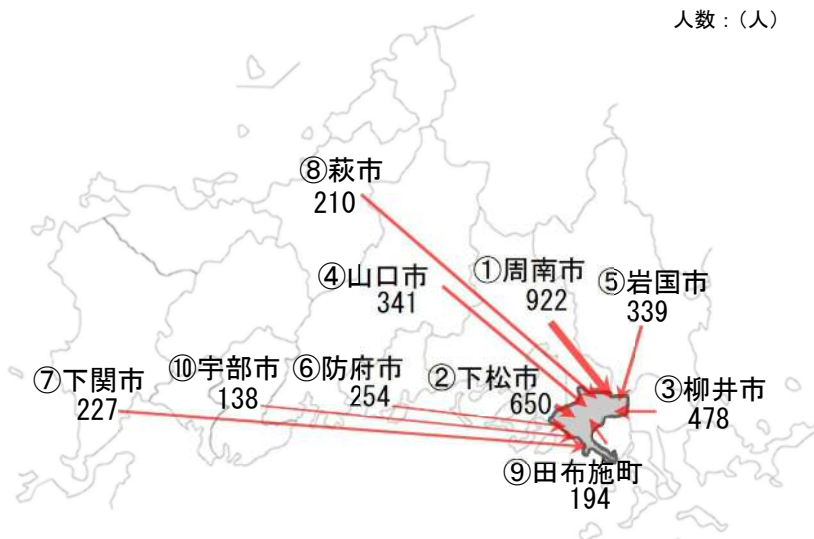 人数：（人）
⑧萩市
210
①周南市
922
④山口市
341
⑤岩国市
339
⑦下関市
227
⑩宇部市
138
⑥防府市
254
②下松市
650
③柳井市
478
⑨田布施町
194